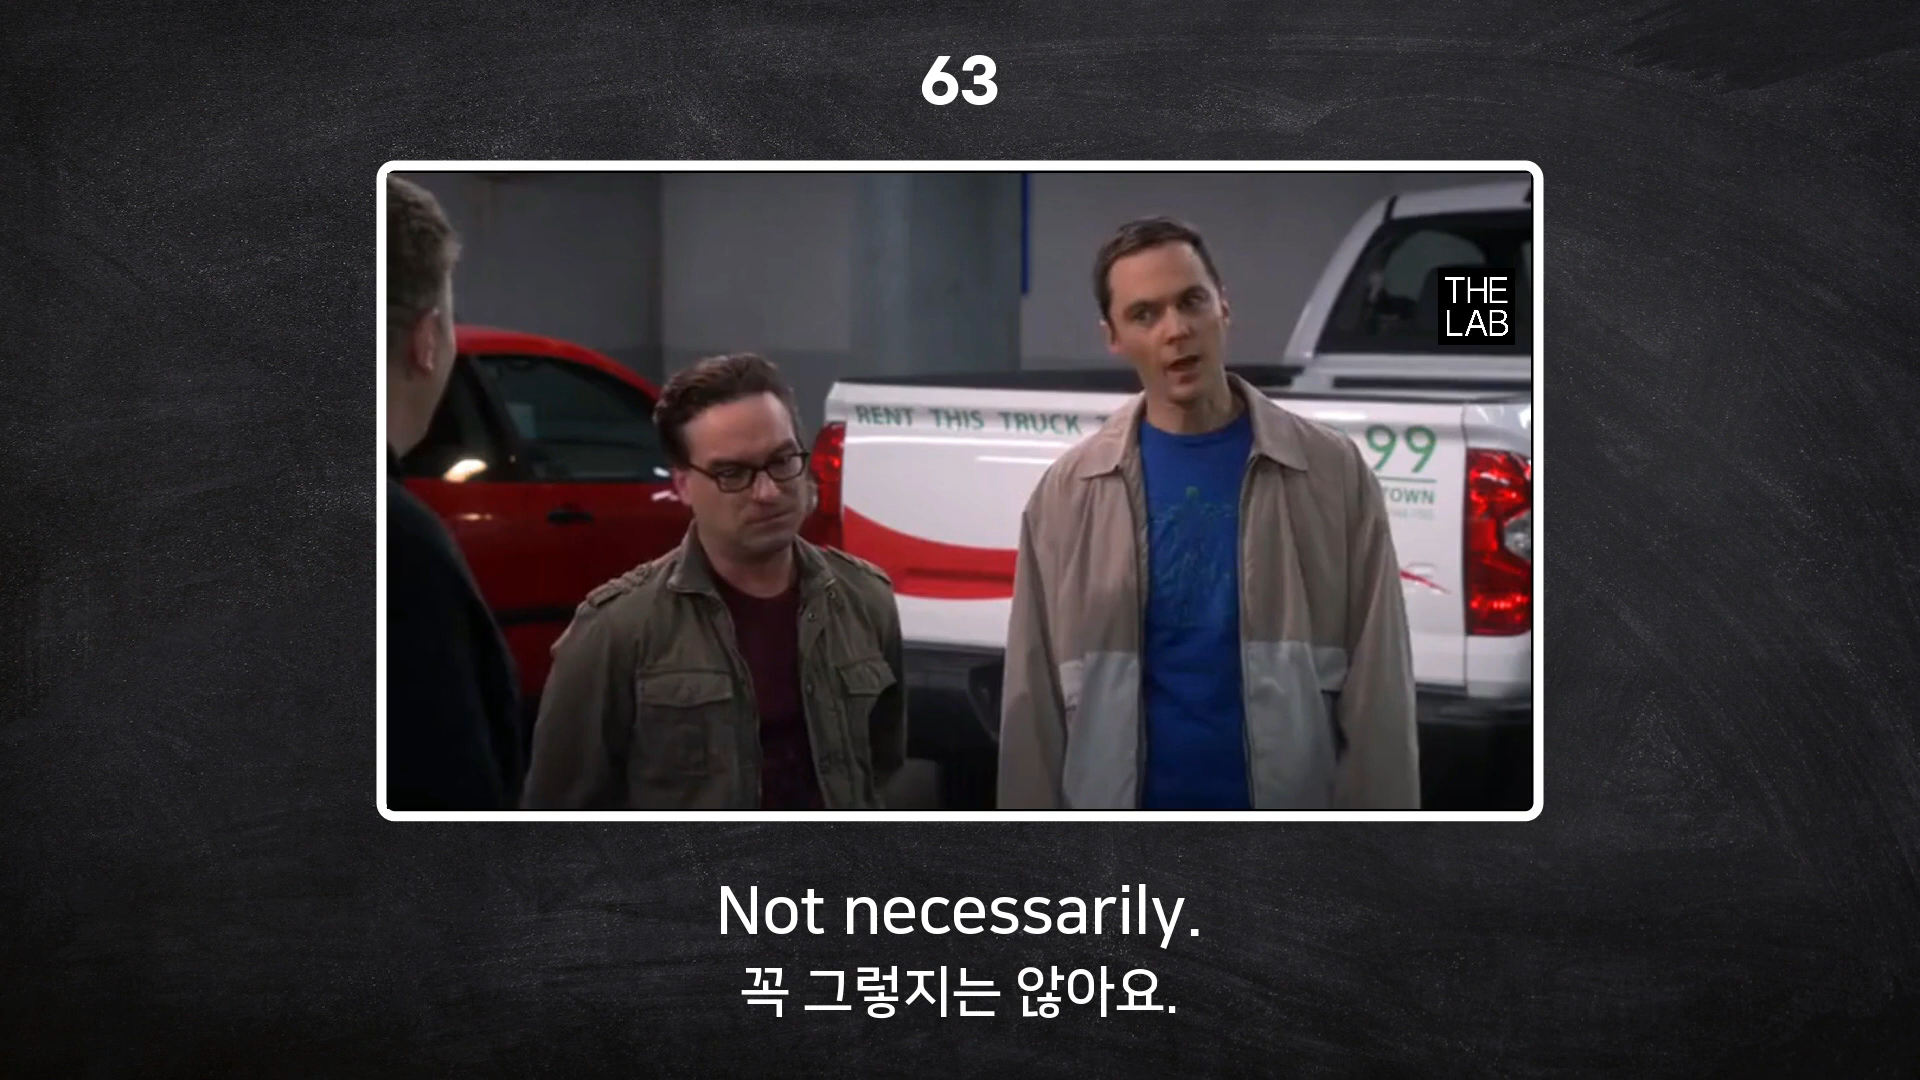 63
THE
LAB
RENT THIS TRUCK
99
TOWN
Not necessarily.
꼭 그렇지는 않아요.